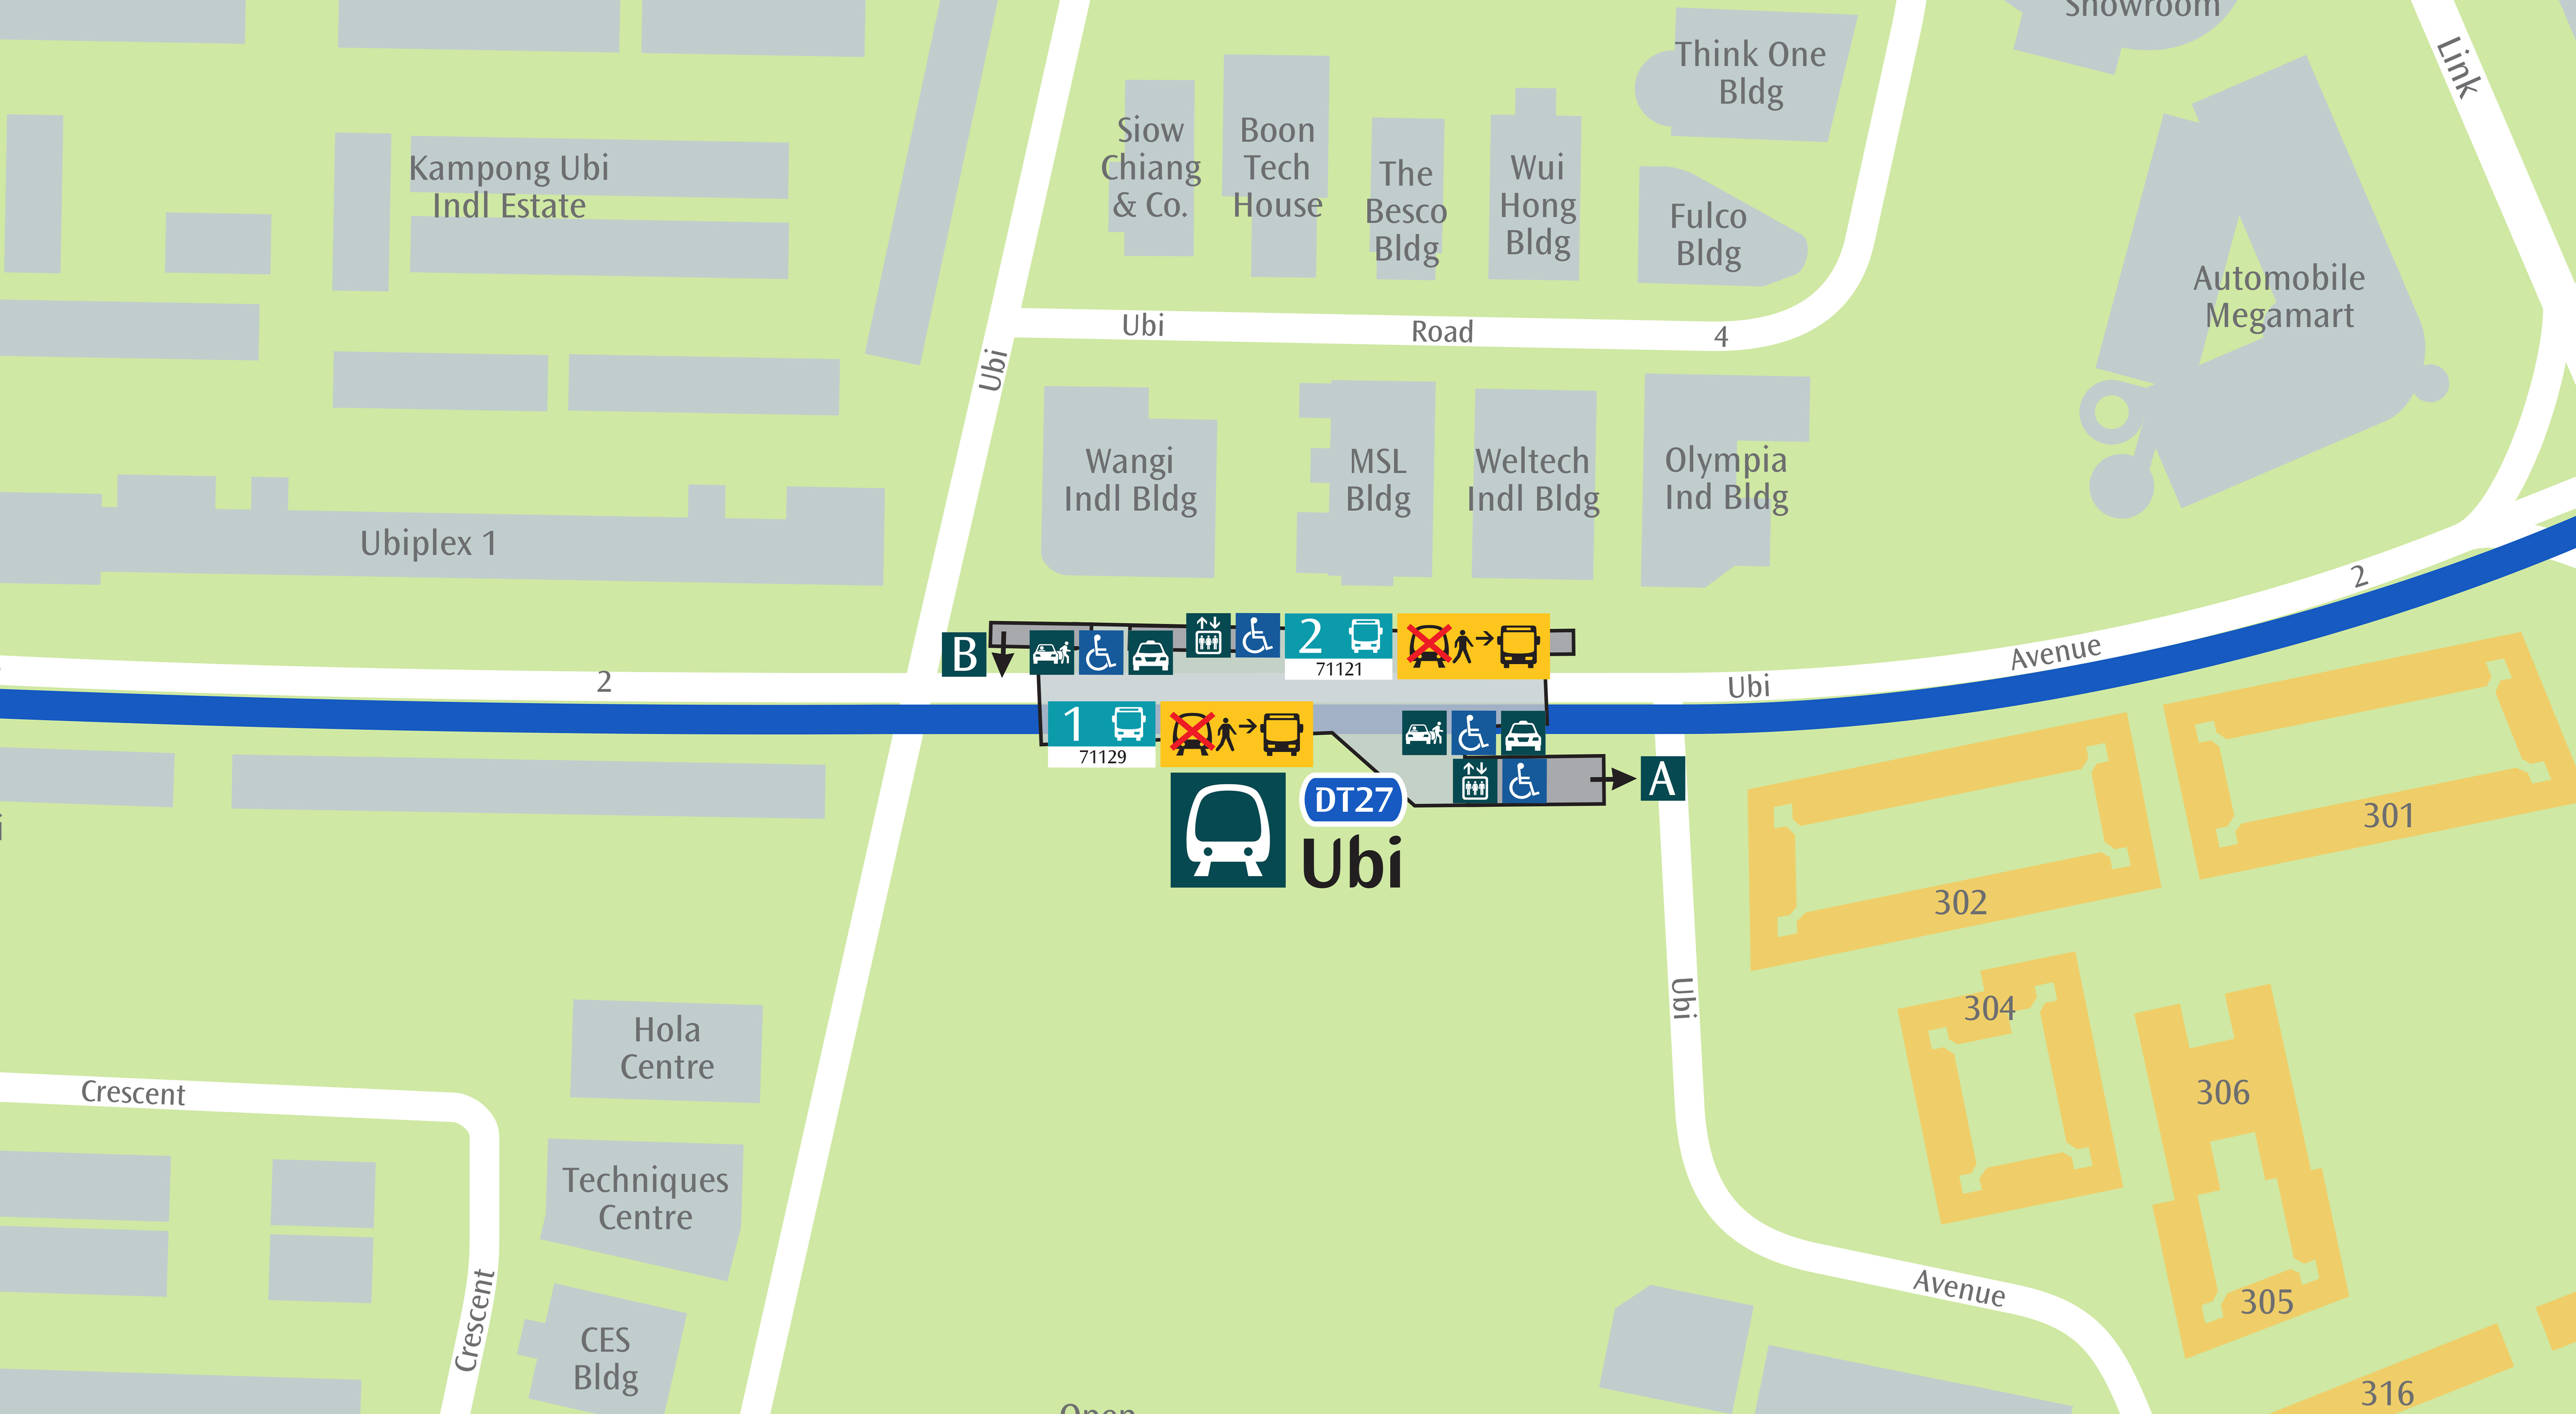 Showroom
Link
Think One
Bldg
Siow
Chiang
& Co.
Boon
Tech
House
The
Besco
Bldg
Wui
Hong
Bldg
Fulco
Bldg
Kampong Ubi
Indl Estate
Automobile
Megamart
Ubi
Road
4
Ubi
Wangi
Indl Bldg
MSL
Bldg
Weltech
Indl Bldg
Olympia
Ind Bldg
Ubiplex 1
2
B
2
71121
Avenue
Ubi
2
1
71129
A
DT27
Ubi
301
302
304
306
305
316
Ubi
Avenue
Hola
Centre
Techniques
Centre
CES
Bldg
Crescent
Crescent
Open